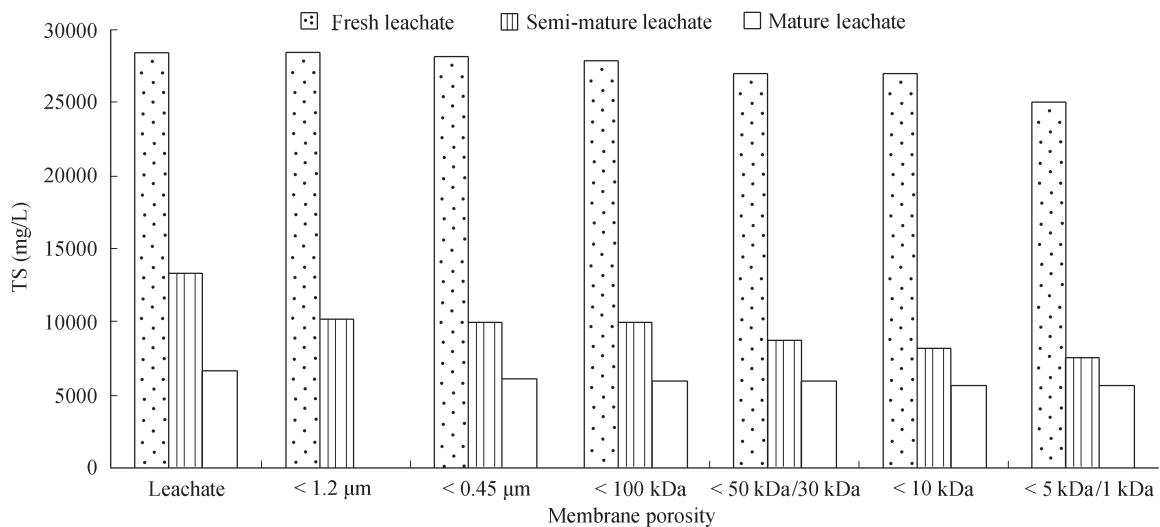 Fresh leachate
Semi-mature leachate
Mature leachate
30000
25000
20000
15000
10000
5000
0
TS (mg/L)
Leachate
< 1.2 μm
< 0.45 μm
< 100 kDa
< 50 kDa/30 kDa
< 10 kDa
< 5 kDa/1 kDa
Membrane porosity